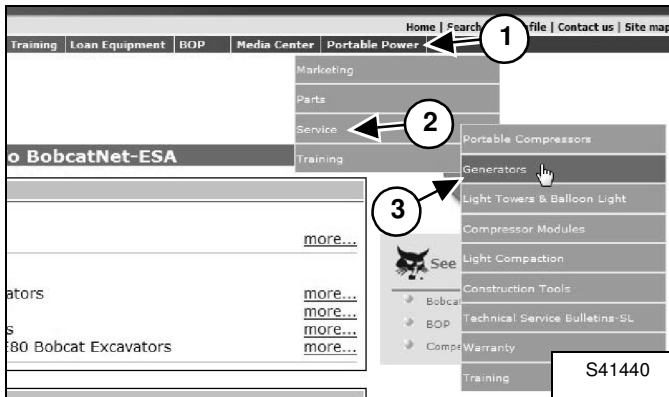 Home | Search file | Contact us | Site map
Training | Loan Equipment | BOP | Media Center | Portable Power
1
Marketing
Parts
Service
2
Training
Portable Compressors
Generators
3
Light Towers & Balloon Light
Compressor Modules
Light Compaction
Construction Tools
Technical Service Bulletins-SL
Warranty
Training
o BobcatNet-ESA
more...
ators more...
more...
s more...
E80 Bobcat Excavators more...
See
Bobcat
BOP
Compe
S41440